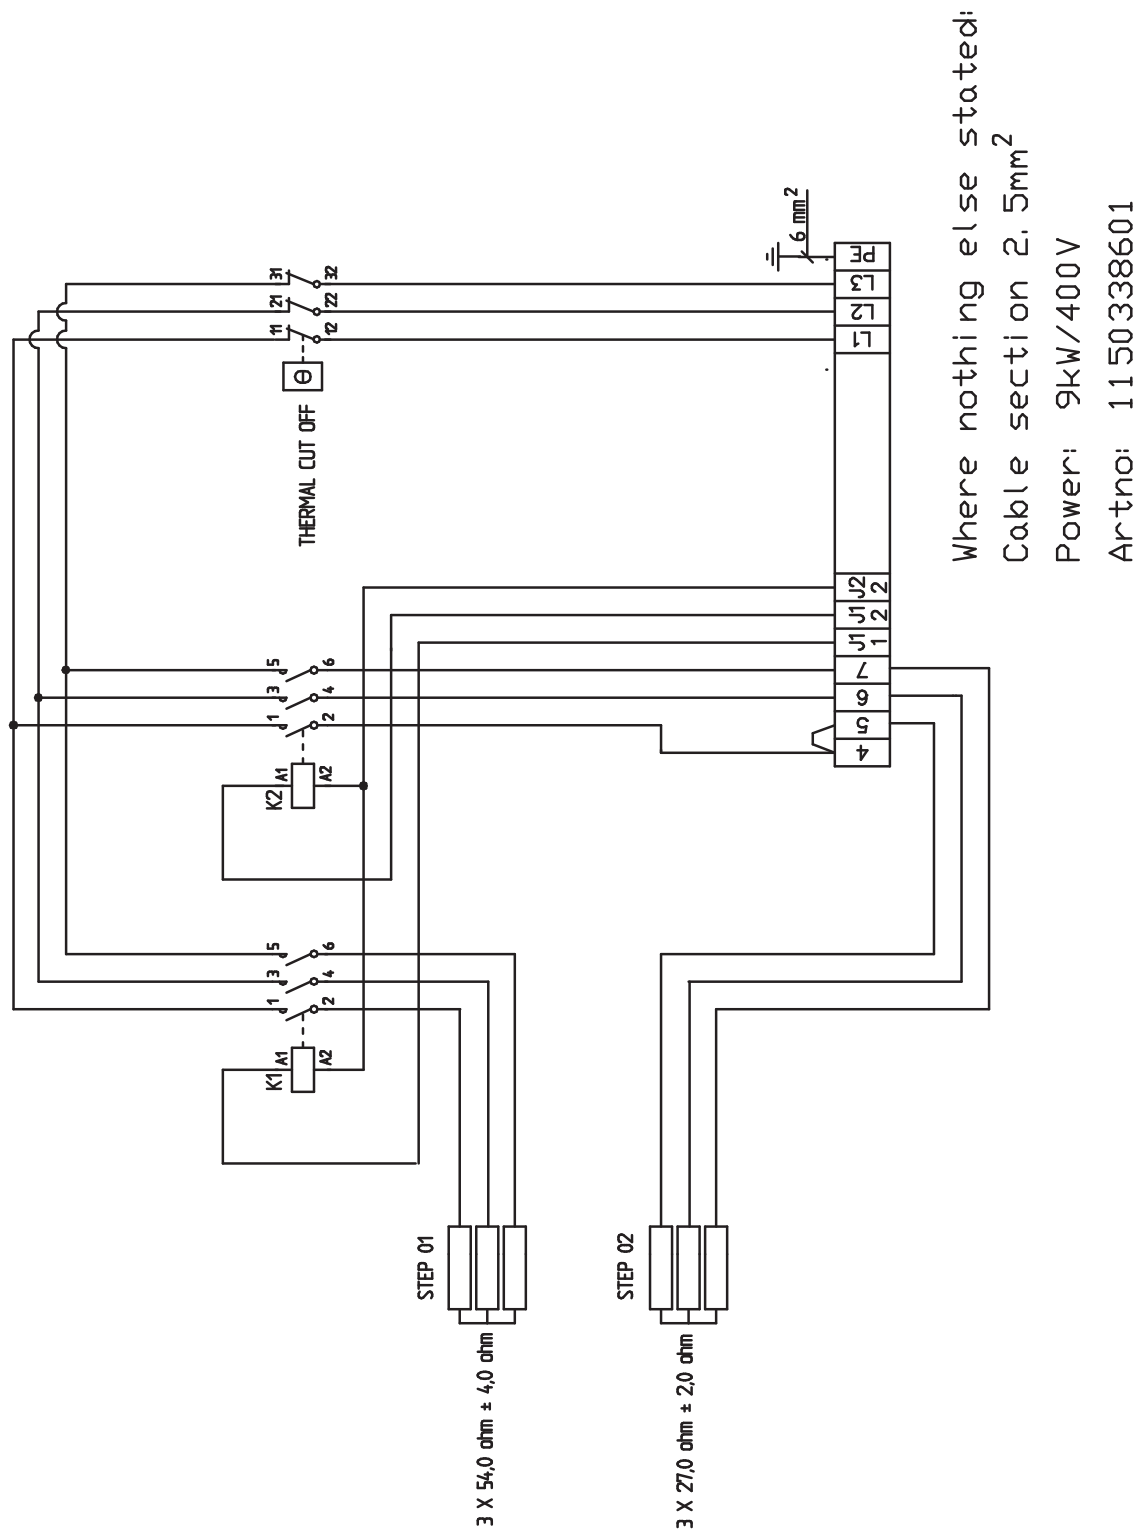 31
21
11
32
22
12
θ
THERMAL CUT OFF
6 mm²
PE
L3
L2
L1
J2 2
J1 2
J1 1
7
6
5
4
5
3
1
6
4
2
K2
A1
A2
5
3
1
6
4
2
K1
A1
A2
STEP 01
3 X 54,0 ohm ± 4,0 ohm
STEP 02
3 X 27,0 ohm ± 2,0 ohm
Where nothing else stated:
Cable section 2.5mm²
Power: 9kW/400V
Artno: 1150338601